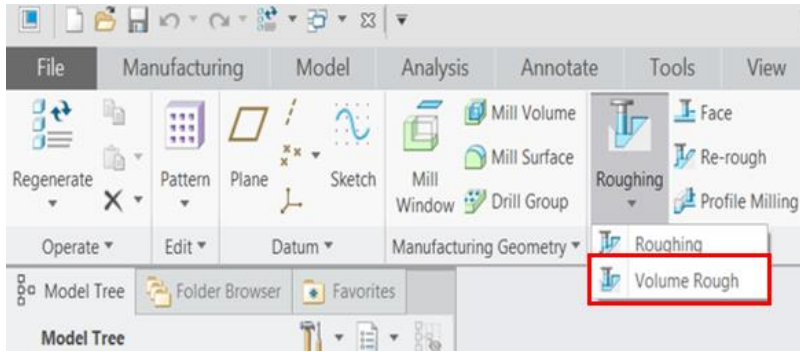 File Manufacturing Model Analysis Annotate Tools View
Mill Volume Face
Mill Surface Re-rough
Regenerate Pattern Plane Sketch Mill Window Drill Group Roughing Profile Milling
Operate Edit Datum Manufacturing Geometry Roughing
Volume Rough
Model Tree Folder Browser Favorites
Model Tree